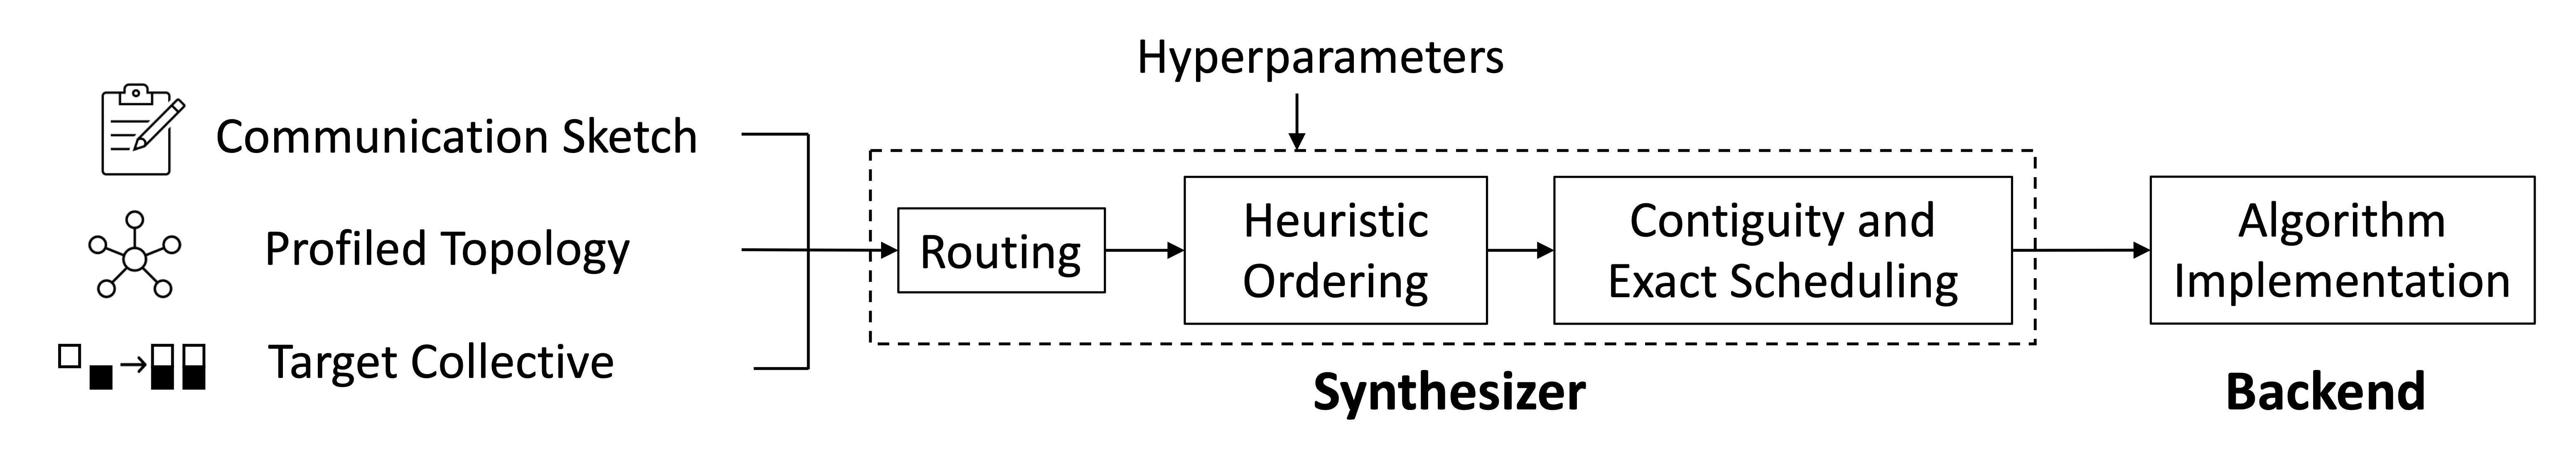 Hyperparameters
Communication Sketch
Profiled Topology
Target Collective
Routing
Heuristic
Ordering
Contiguity and
Exact Scheduling
Synthesizer
Algorithm
Implementation
Backend